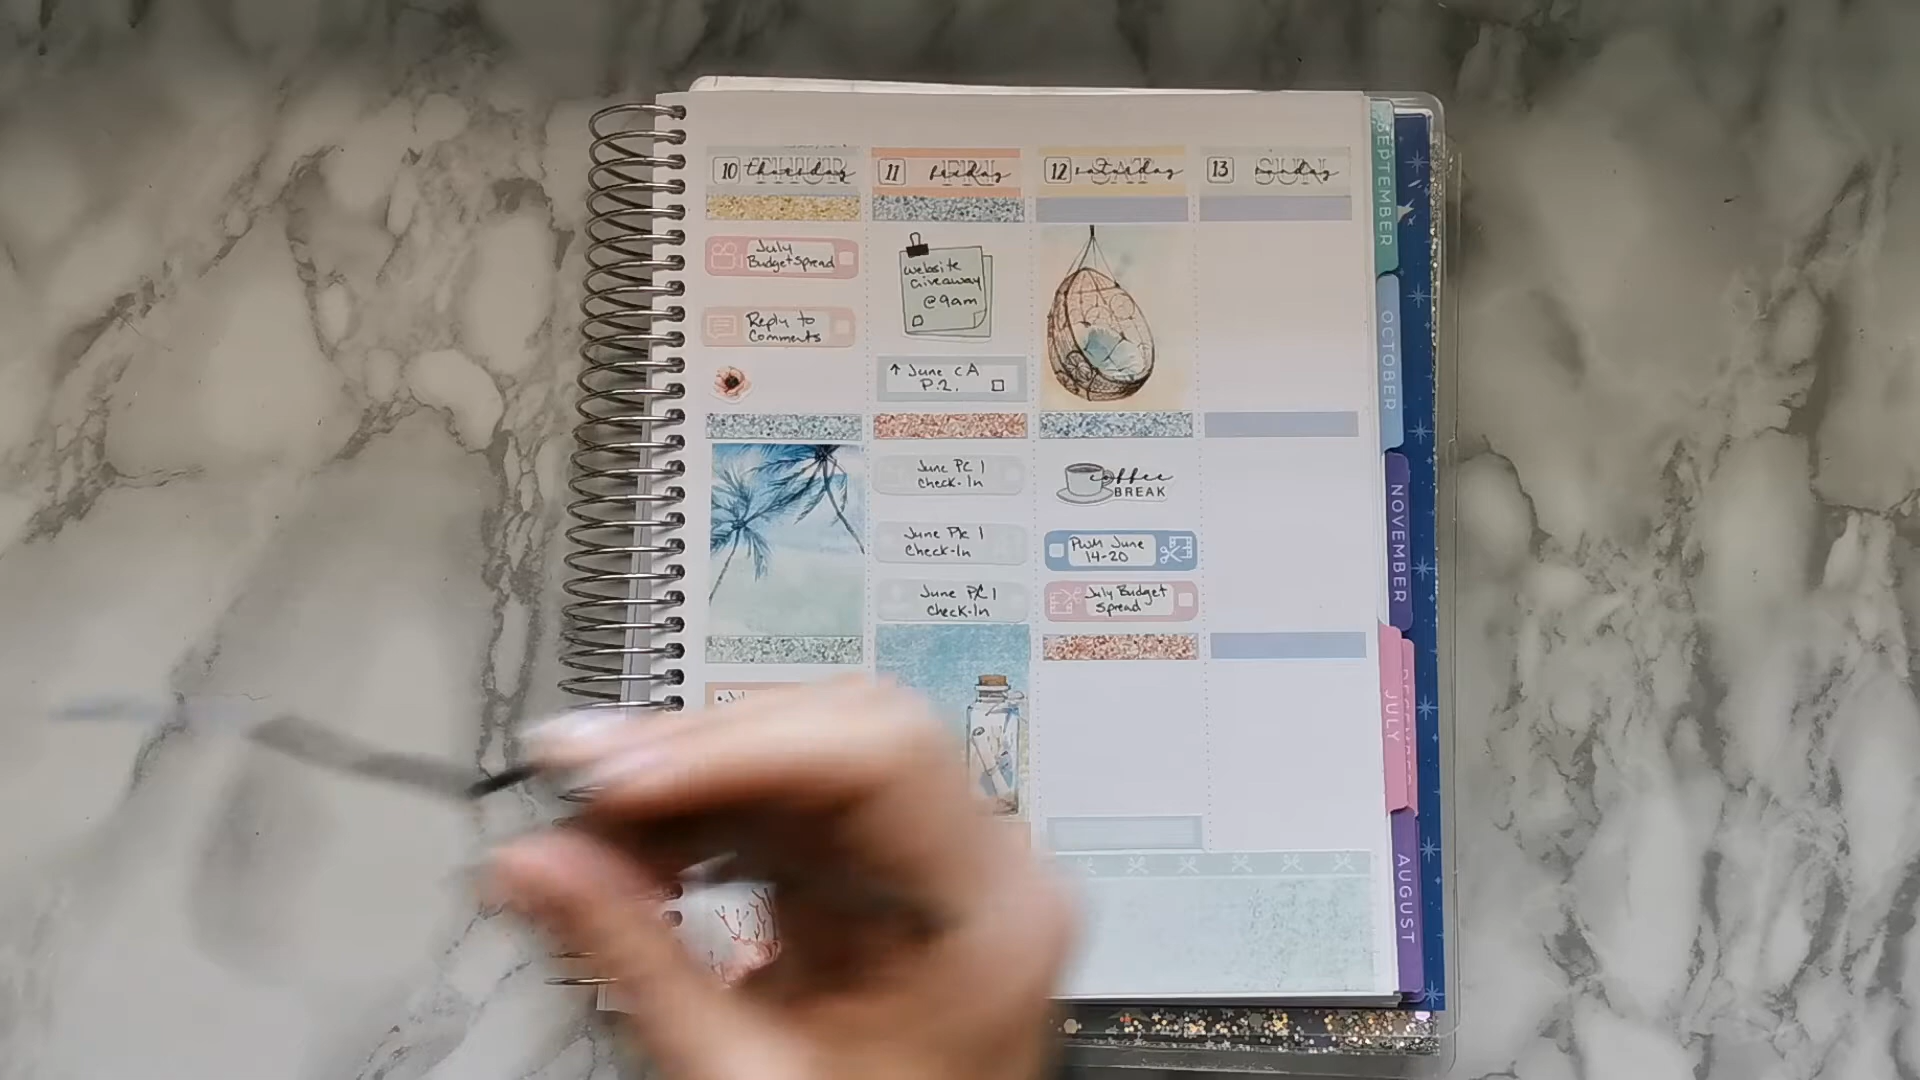 10 thursday
THUR
11 friday
FRI
12 saturday
SAT
13 sunday
SUN
July
Budget Spread
Reply to
Comments
website
Giveaway
@9am
↑ June CA
P.2.
June PC 1
Check-In
June PC 1
Check-In
June PC 1
Check-In
coffee
BREAK
PWM June
14-20
July Budget
Spread
SEPTEMBER
OCTOBER
NOVEMBER
DECEMBER
JULY
AUGUST